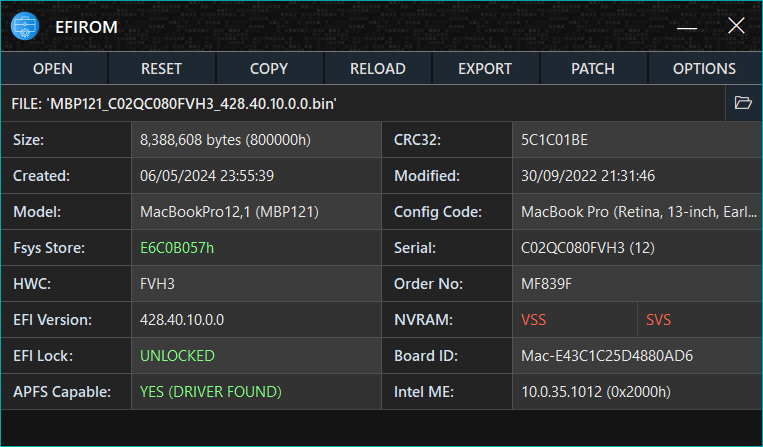 EFIROM
OPEN RESET COPY RELOAD EXPORT PATCH OPTIONS
FILE: 'MBP121_C02QC080FVH3_428.40.10.0.0.bin'
Size: 8,388,608 bytes (800000h) CRC32: 5C1C01BE
Created: 06/05/2024 23:55:39 Modified: 30/09/2022 21:31:46
Model: MacBookPro12,1 (MBP121) Config Code: MacBook Pro (Retina, 13-inch, Earl...
Fsys Store: E6C0B057h Serial: C02QC080FVH3 (12)
HWC: FVH3 Order No: MF839F
EFI Version: 428.40.10.0.0 NVRAM: VSS SVS
EFI Lock: UNLOCKED Board ID: Mac-E43C1C25D4880AD6
APFS Capable: YES (DRIVER FOUND) Intel ME: 10.0.35.1012 (0x2000h)